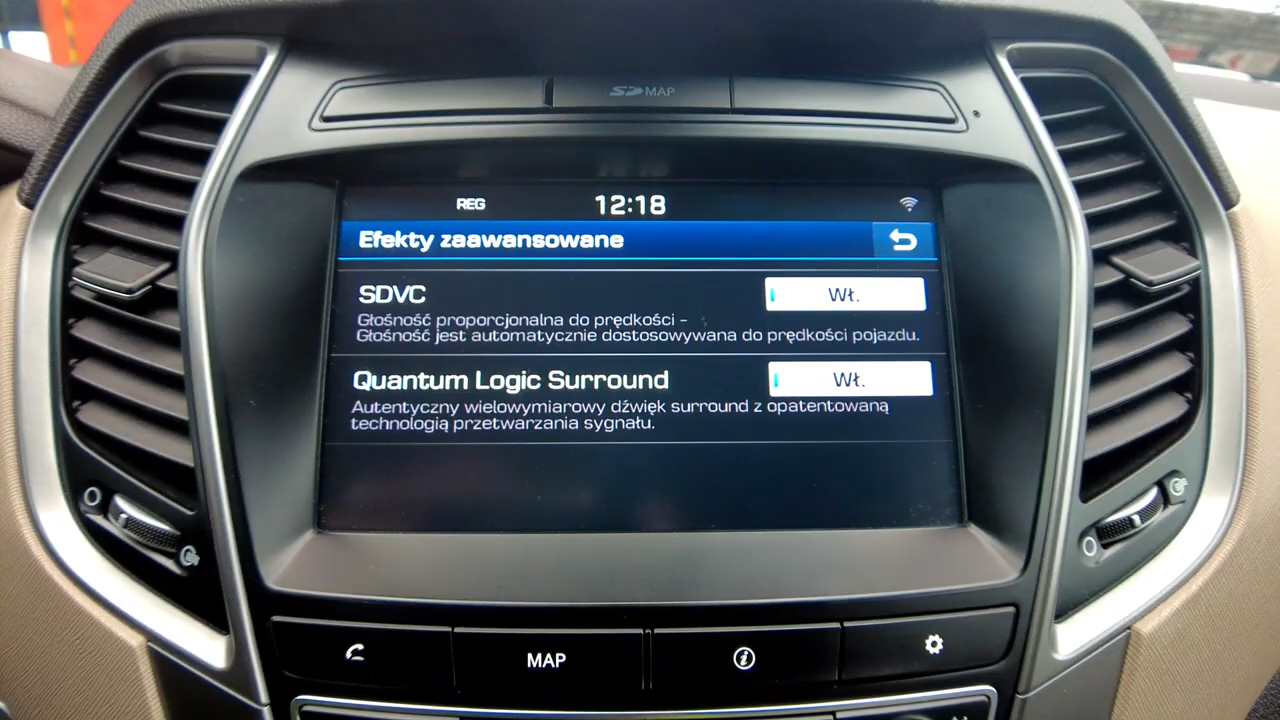 SD MAP
REG 12:18
Efekty zaawansowane
SDVC Wł.
Głośność proporcjonalna do prędkości -
Głośność jest automatycznie dostosowywana do prędkości pojazdu.
Quantum Logic Surround Wł.
Autentyczny wielowymiarowy dźwięk surround z opatentowaną
technologią przetwarzania sygnału.
MAP